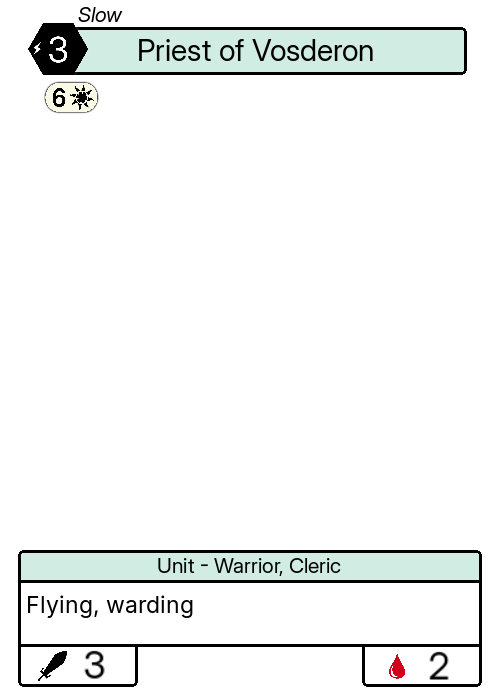 Slow
3 Priest of Vosderon
6
Unit - Warrior, Cleric
Flying, warding
3 2